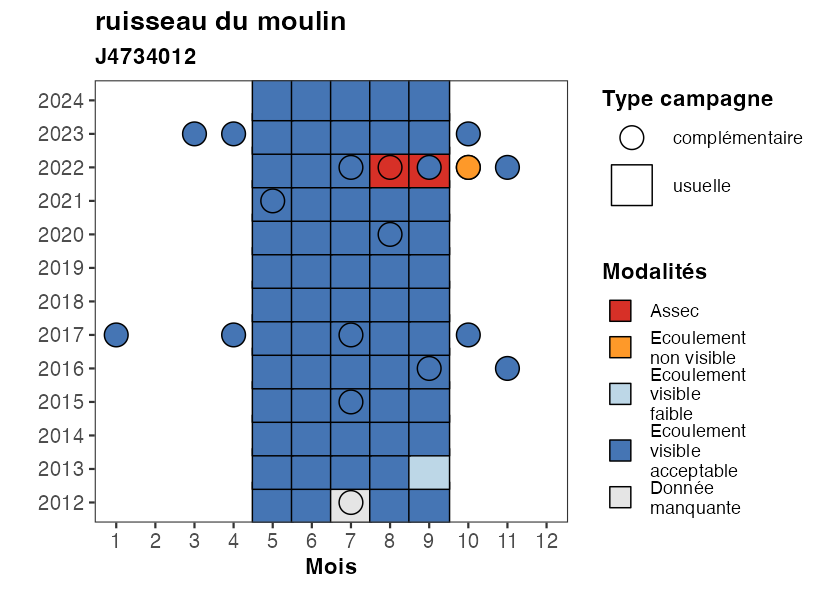 ruisseau du moulin
J4734012
2024
2023
2022
2021
2020
2019
2018
2017
2016
2015
2014
2013
2012
1 2 3 4 5 6 7 8 9 10 11 12
Mois
Type campagne
complémentaire
usuelle
Modalités
Assec
Ecoulement
non visible
Ecoulement
visible
faible
Ecoulement
visible
acceptable
Donnée
manquante